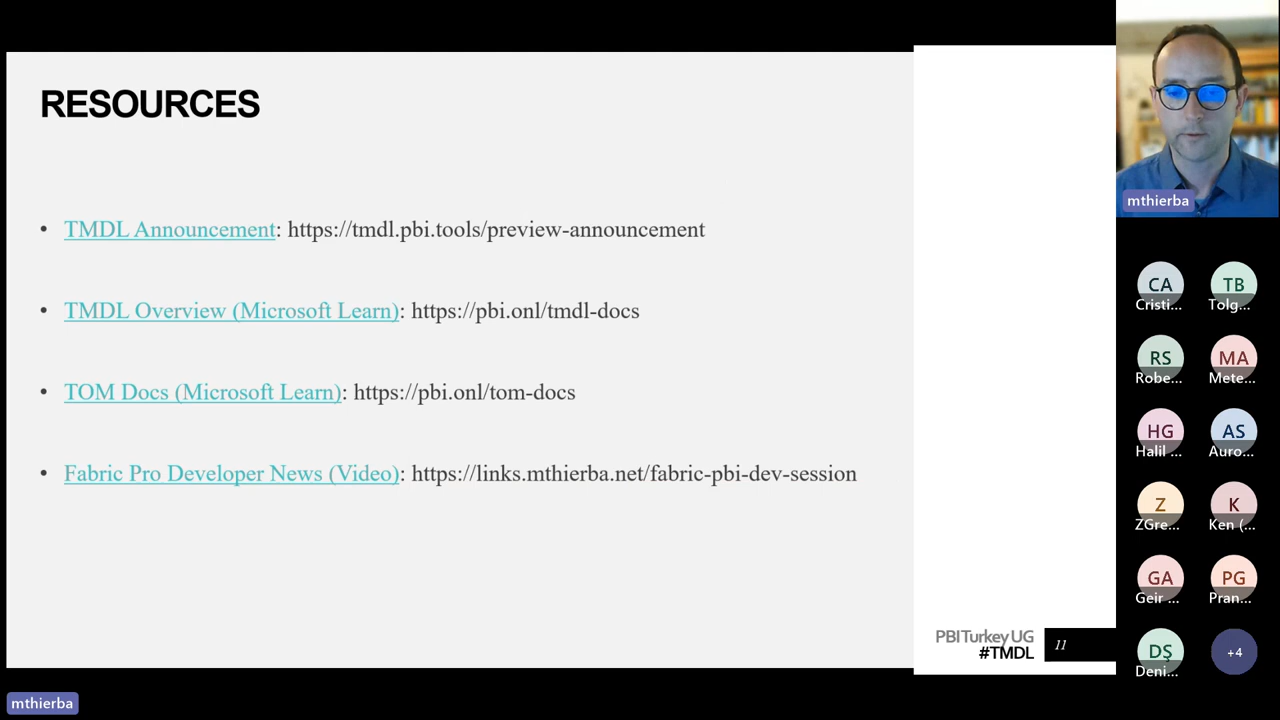 RESOURCES
• TMDL Announcement: https://tmdl.pbi.tools/preview-announcement
• TMDL Overview (Microsoft Learn): https://pbi.onl/tmdl-docs
• TOM Docs (Microsoft Learn): https://pbi.onl/tom-docs
• Fabric Pro Developer News (Video): https://links.mthierba.net/fabric-pbi-dev-session
PBITurkey UG
#TMDL
11
mthierba
mthierba
CA
Cristi...
TB
Tolg...
RS
Robe...
MA
Mete...
HG
Halil ...
AS
Auro...
Z
ZGre...
K
Ken (...
GA
Geir ...
PG
Pran...
DŞ
Deni...
+4